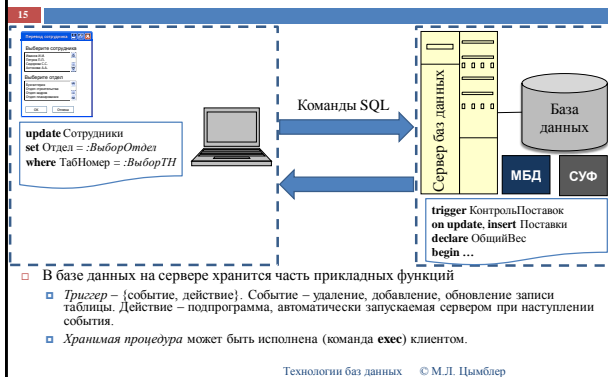 15
Перевод сотрудника
Выберите сотрудника
Выберите отдел
update Сотрудники
set Отдел = :ВыборОтдел
where ТабНомер = :ВыборТН
Команды SQL
Сервер баз данных
База
данных
МБД
СУФ
trigger КонтрольПоставок
on update, insert Поставки
declare ОбщийВес
begin …
В базе данных на сервере хранится часть прикладных функций
Триггер – {событие, действие}. Событие – удаление, добавление, обновление записи
таблицы. Действие – подпрограмма, автоматически запускаемая сервером при наступлении
события.
Хранимая процедура может быть исполнена (команда exec) клиентом.
Технологии баз данных © М.Л. Цымблер